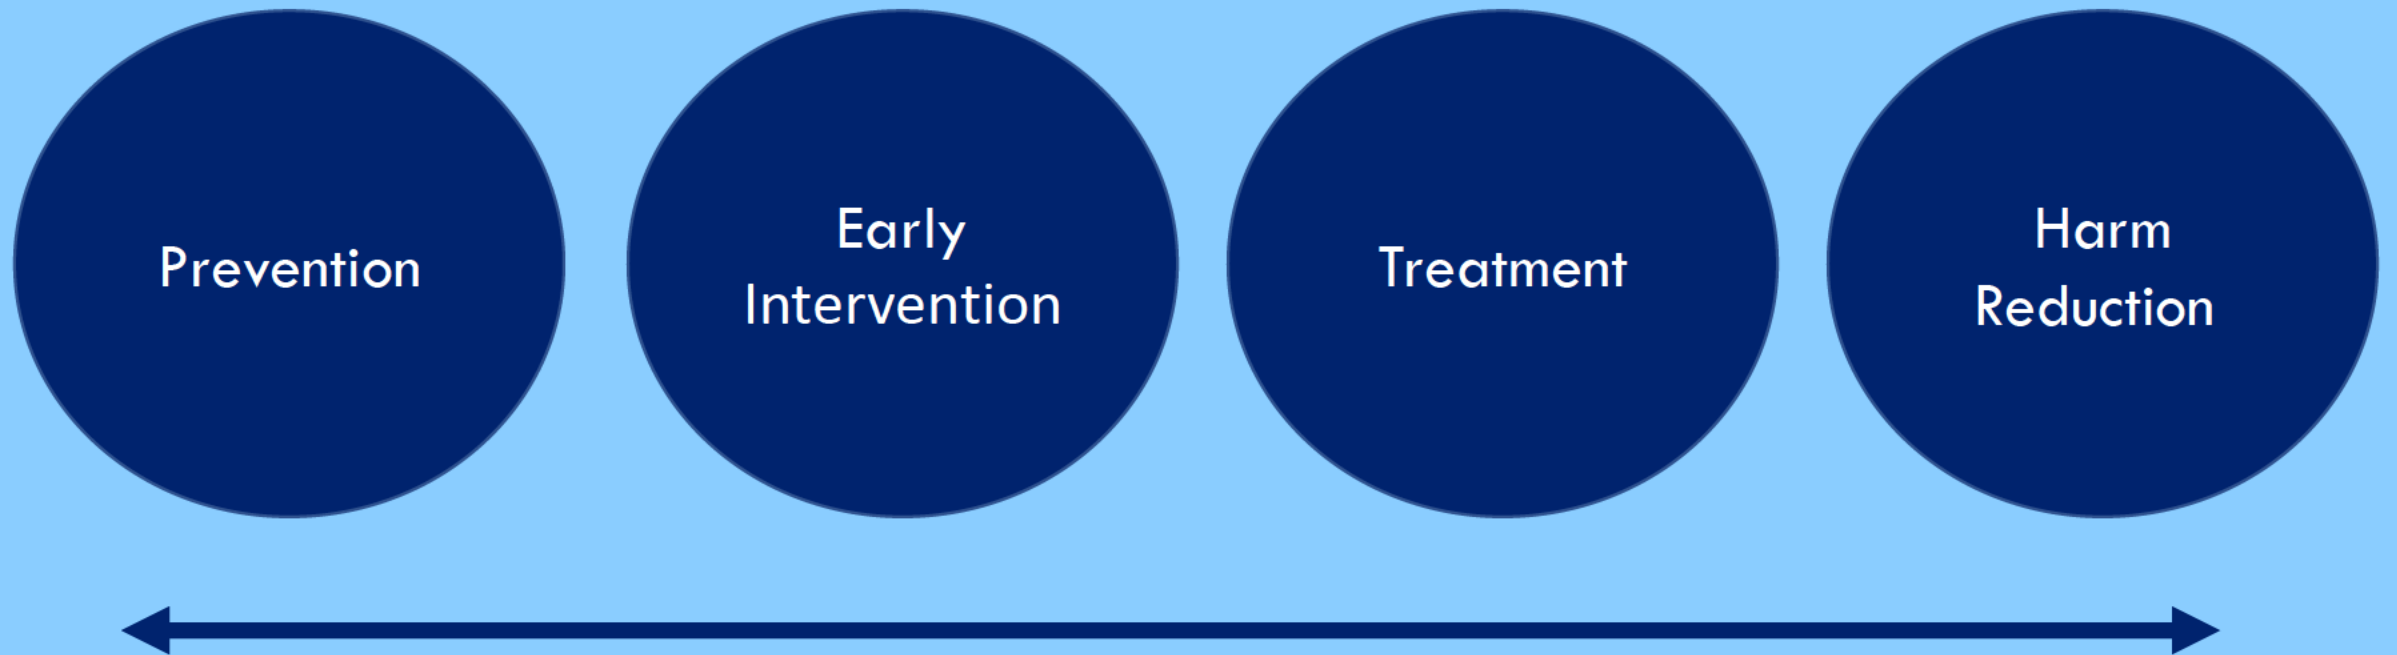 Prevention
Early
Intervention
Treatment
Harm
Reduction